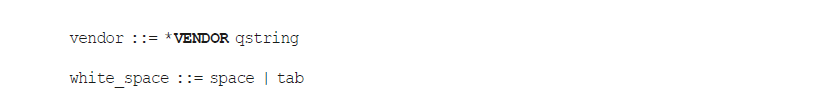 vendor ::= *VENDOR qstring
white_space ::= space | tab